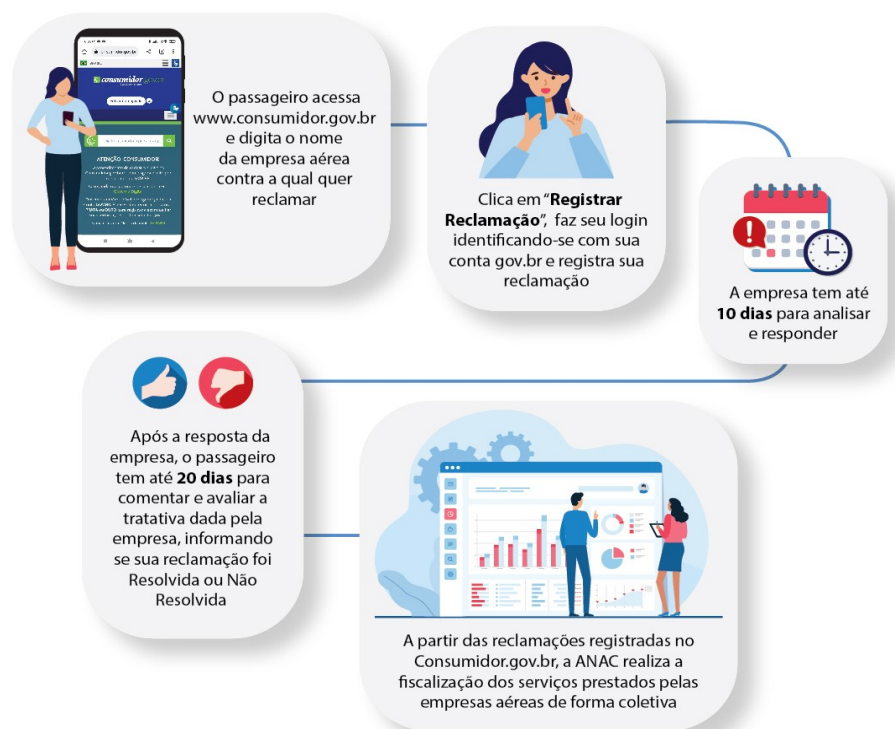 consumidor.gov.br
O passageiro acessa
www.consumidor.gov.br
e digita o nome
da empresa aérea
contra a qual quer
reclamar
ATENÇÃO CONSUMIDOR
Clica em “Registrar
Reclamação”, faz seu login
identificando-se com sua
conta gov.br e registra sua
reclamação
A empresa tem até
10 dias para analisar
e responder
Após a resposta da
empresa, o passageiro
tem até 20 dias para
comentar e avaliar a
tratativa dada pela
empresa, informando
se sua reclamação foi
Resolvida ou Não
Resolvida
A partir das reclamações registradas no
Consumidor.gov.br, a ANAC realiza a
fiscalização dos serviços prestados pelas
empresas aéreas de forma coletiva